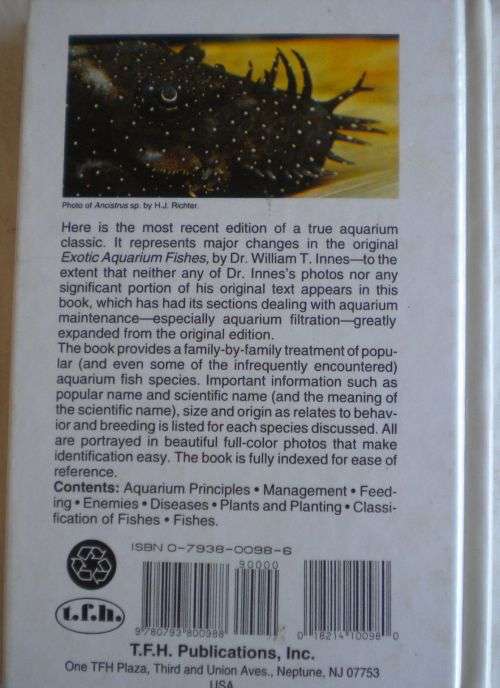 Photo of Ancistrus sp. by H.J. Richter.
Here is the most recent edition of a true aquarium
classic. It represents major changes in the original
Exotic Aquarium Fishes, by Dr. William T. Innes—to the
extent that neither any of Dr. Innes's photos nor any
significant portion of his original text appears in this
book, which has had its sections dealing with aquarium
maintenance—especially aquarium filtration—greatly
expanded from the original edition.
The book provides a family-by-family treatment of popu-
lar (and even some of the infrequently encountered)
aquarium fish species. Important information such as
popular name and scientific name (and the meaning of
the scientific name), size and origin as relates to behav-
ior and breeding is listed for each species discussed. All
are portrayed in beautiful full-color photos that make
identification easy. The book is fully indexed for ease of
reference.
Contents: Aquarium Principles • Management • Feed-
ing • Enemies • Diseases • Plants and Planting • Classi-
fication of Fishes • Fishes.
ISBN 0-7938-0098-6
90000
t.f.h.
9 780793 800988
0 18214 10098 0
T.F.H. Publications, Inc.
One TFH Plaza, Third and Union Aves., Neptune, NJ 07753
USA